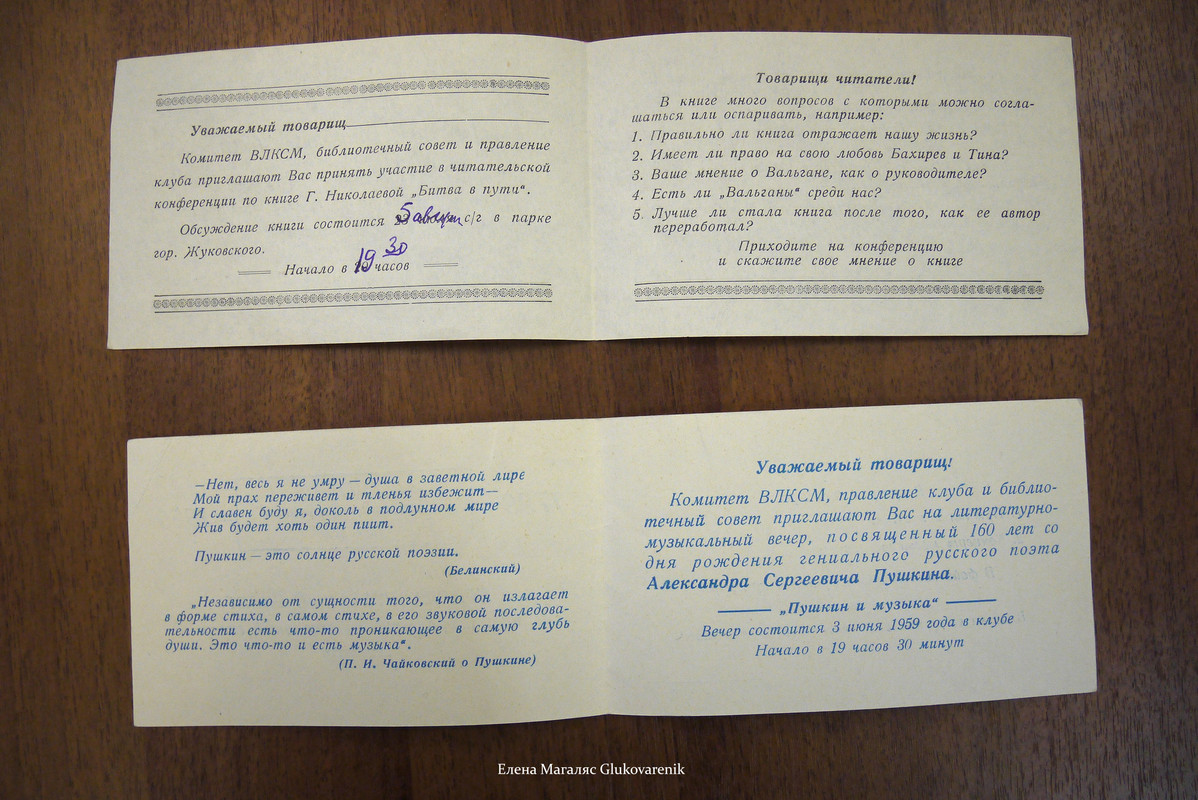 Уважаемый товарищ
Комитет ВЛКСМ, библиотечный совет и правление
клуба приглашают Вас принять участие в читательской
конференции по книге Г. Николаевой „Битва в пути“.
Обсуждение книги состоится 5 август с/г в парке
гор. Жуковского.
Начало в 19 30 часов
Товарищи читатели!
В книге много вопросов с которыми можно согла-
шаться или оспаривать, например:
1. Правильно ли книга отражает нашу жизнь?
2. Имеет ли право на свою любовь Бахирев и Тина?
3. Ваше мнение о Вальгане, как о руководителе?
4. Есть ли „Вальганы“ среди нас?
5. Лучше ли стала книга после того, как ее автор
переработал?
Приходите на конференцию
и скажите свое мнение о книге
—Нет, весь я не умру — душа в заветной лире
Мой прах переживет и тленья избежит—
И славен буду я, доколь в подлунном мире
Жив будет хоть один пиит.
Пушкин — это солнце русской поэзии.
(Белинский)
„Независимо от сущности того, что он излагает
в форме стиха, в самом стихе, в его звуковой последова-
тельности есть что-то проникающее в самую глубь
души. Это что-то и есть музыка“.
(П. И. Чайковский о Пушкине)
Уважаемый товарищ!
Комитет ВЛКСМ, правление клуба и библио-
течный совет приглашают Вас на литературно-
музыкальный вечер, посвященный 160 лет со
дня рождения гениального русского поэта
Александра Сергеевича Пушкина.
„Пушкин и музыка“
Вечер состоится 3 июня 1959 года в клубе
Начало в 19 часов 30 минут
Елена Магаляс Glukovarenik